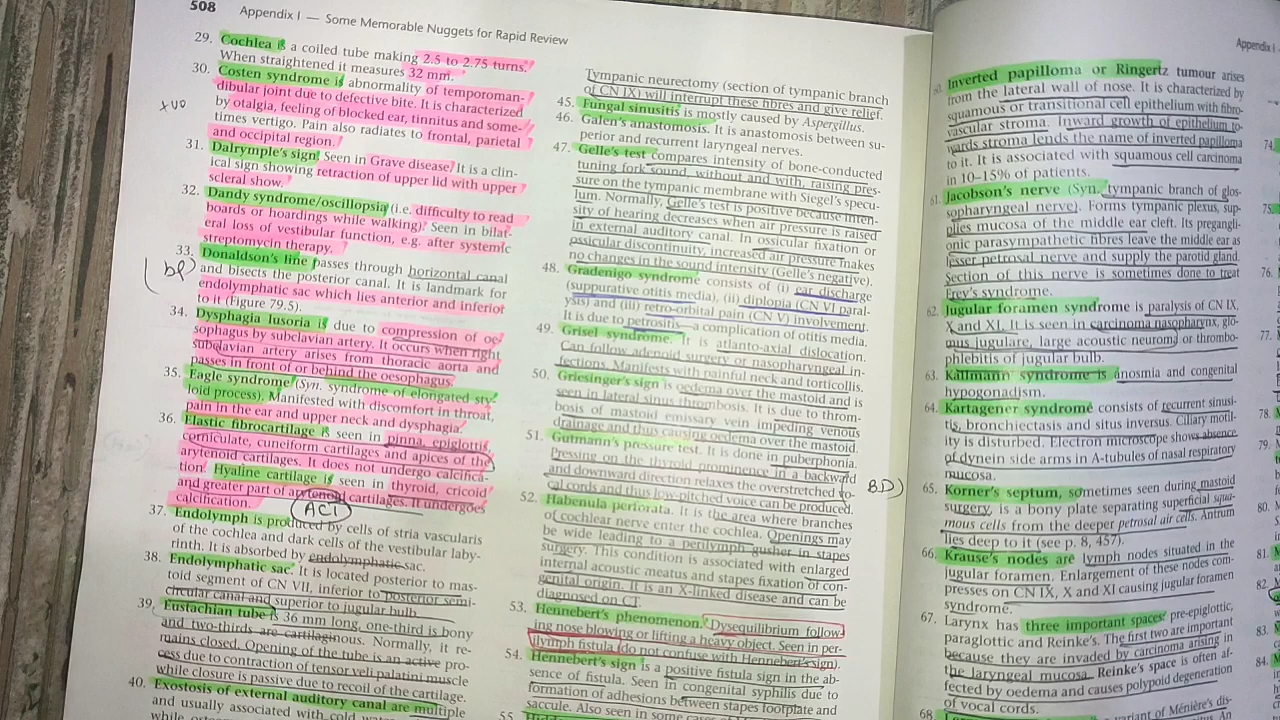 508 Appendix I — Some Memorable Nuggets for Rapid Review
29. Cochlea is a coiled tube making 2.5 to 2.75 turns.
When straightened it measures 32 mm.
30. Costen syndrome is abnormality of temporoman-
dibular joint due to defective bite. It is characterized
by otalgia, feeling of blocked ear, tinnitus and some-
times vertigo. Pain also radiates to frontal, parietal
and occipital region.
31. Dalrymple's sign. Seen in Grave disease. It is a clin-
ical sign showing retraction of upper lid with upper
scleral show.
32. Dandy syndrome/oscillopsia (i.e. difficulty to read
boards or hoardings while walking). Seen in bilat-
eral loss of vestibular function, e.g. after systemic
streptomycin therapy.
33. Donaldson's line passes through horizontal canal
and bisects the posterior canal. It is landmark for
endolymphatic sac which lies anterior and inferior
to it (Figure 79.5).
34. Dysphagia lusoria is due to compression of oe-
sophagus by subclavian artery. It occurs when right
subclavian artery arises from thoracic aorta and
passes in front of or behind the oesophagus.
35. Eagle syndrome (Syn. syndrome of elongated sty-
loid process). Manifested with discomfort in throat,
pain in the ear and upper neck and dysphagia.
36. Elastic fibrocartilage is seen in pinna, epiglottis,
corniculate, cuneiform cartilages and apices of the
arytenoid cartilages. It does not undergo calcifica-
tion. Hyaline cartilage is seen in thyroid, cricoid
and greater part of arytenoid cartilages. It undergoes
calcification.
ACT
37. Endolymph is produced by cells of stria vascularis
of the cochlea and dark cells of the vestibular laby-
rinth. It is absorbed by endolymphatic sac.
38. Endolymphatic sac. It is located posterior to mas-
toid segment of CN VII, inferior to posterior semi-
circular canal and superior to jugular bulb.
39. Eustachian tube is 36 mm long, one-third is bony
and two-thirds are cartilaginous. Normally, it re-
mains closed. Opening of the tube is an active pro-
cess due to contraction of tensor veli palatini muscle
while closure is passive due to recoil of the cartilage.
40. Exostosis of external auditory canal are multiple
and usually associated with cold
Tympanic neurectomy (section of tympanic branch
of CN IX) will interrupt these fibres and give relief.
45. Fungal sinusitis is mostly caused by Aspergillus.
46. Galen's anastomosis. It is anastomosis between su-
perior and recurrent laryngeal nerves.
47. Gelle's test compares intensity of bone-conducted
tuning fork sound, without and with, raising pres-
sure on the tympanic membrane with Siegel's specu-
lum. Normally, Gelle's test is positive because inten-
sity of hearing decreases when air pressure is raised
in external auditory canal. In ossicular fixation or
ossicular discontinuity, increased air pressure makes
no changes in the sound intensity (Gelle's negative).
48. Gradenigo syndrome consists of (i) ear discharge
(suppurative otitis media), (ii) diplopia (CN VI paral-
ysis) and (iii) retro-orbital pain (CN V) involvement.
It is due to petrositis—a complication of otitis media.
49. Grisel syndrome. It is atlanto-axial dislocation.
Can follow adenoid surgery or nasopharyngeal in-
fections. Manifests with painful neck and torticollis.
50. Griesinger's sign is oedema over the mastoid and is
seen in lateral sinus thrombosis. It is due to throm-
bosis of mastoid emissary vein impeding venous
drainage and thus causing oedema over the mastoid.
51. Gutmann's pressure test. It is done in puberphonia.
Pressing on the thyroid prominence in a backward
and downward direction relaxes the overstretched vo-
cal cords and thus low-pitched voice can be produced.
52. Habenula perforata. It is the area where branches
of cochlear nerve enter the cochlea. Openings may
be wide leading to a perilymph gusher in stapes
surgery. This condition is associated with enlarged
internal acoustic meatus and stapes fixation of con-
genital origin. It is an X-linked disease and can be
diagnosed on CT.
53. Hennebert's phenomenon. Dysequilibrium follow-
ing nose blowing or lifting a heavy object. Seen in per-
ilymph fistula (do not confuse with Hennebert's sign).
54. Hennebert's sign is a positive fistula sign in the ab-
sence of fistula. Seen in congenital syphilis due to
formation of adhesions between stapes footplate and
saccule. Also seen in some
55.
BD)
Appendix I
Inverted papilloma or Ringertz tumour arises
from the lateral wall of nose. It is characterized by
squamous or transitional cell epithelium with fibro-
vascular stroma. Inward growth of epithelium to-
wards stroma lends the name of inverted papilloma
to it. It is associated with squamous cell carcinoma
in 10–15% of patients.
61. Jacobson's nerve (Syn. tympanic branch of glos-
sopharyngeal nerve). Forms tympanic plexus, sup-
plies mucosa of the middle ear cleft. Its pregangli-
onic parasympathetic fibres leave the middle ear as
lesser petrosal nerve and supply the parotid gland.
Section of this nerve is sometimes done to treat
Frey's syndrome.
62. Jugular foramen syndrome is paralysis of CN IX,
X and XI. It is seen in carcinoma nasopharynx, glo-
mus jugulare, large acoustic neuroma or thrombo-
phlebitis of jugular bulb.
63. Kallmann syndrome is anosmia and congenital
hypogonadism.
64. Kartagener syndrome consists of recurrent sinusi-
tis, bronchiectasis and situs inversus. Ciliary motil-
ity is disturbed. Electron microscope shows absence
of dynein side arms in A-tubules of nasal respiratory
mucosa.
65. Korner's septum, sometimes seen during mastoid
surgery, is a bony plate separating superficial squa-
mous cells from the deeper petrosal air cells. Antrum
lies deep to it (see p. 8, 457).
66. Krause's nodes are lymph nodes situated in the
jugular foramen. Enlargement of these nodes com-
presses on CN IX, X and XI causing jugular foramen
syndrome.
67. Larynx has three important spaces: pre-epiglottic,
paraglottic and Reinke's. The first two are important
because they are invaded by carcinoma arising in
the laryngeal mucosa. Reinke's space is often af-
fected by oedema and causes polypoid degeneration
of vocal cords.
68. variant of Ménière's dis-
74.
75.
76.
77.
78.
79.
80.
81.
82.
83.
84.